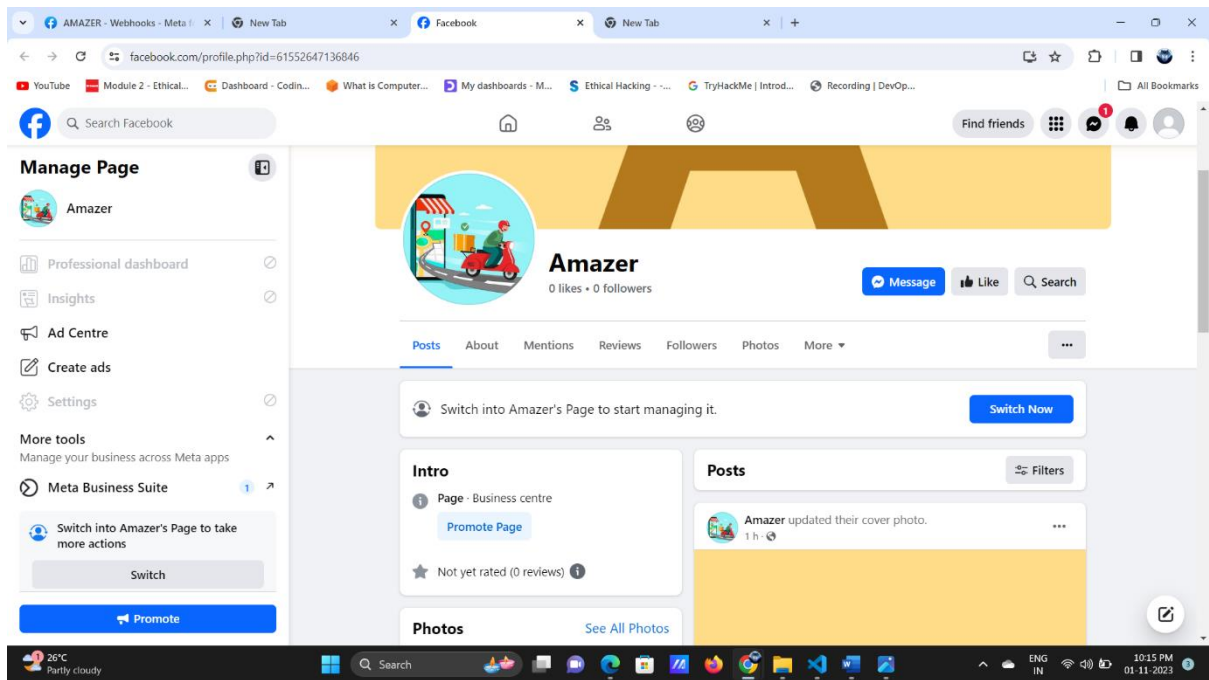 AMAZER - Webhooks - Meta f
New Tab
Facebook
New Tab
facebook.com/profile.php?id=61552647136846
YouTube
Module 2 - Ethical...
Dashboard - Codin...
What is Computer...
My dashboards - M...
Ethical Hacking - -...
TryHackMe | Introd...
Recording | DevOp...
All Bookmarks
Search Facebook
Find friends
1
Manage Page
Amazer
Professional dashboard
Insights
Ad Centre
Create ads
Settings
More tools
Manage your business across Meta apps
Meta Business Suite
1
Switch into Amazer's Page to take
more actions
Switch
Promote
A
Amazer
0 likes • 0 followers
Message
Like
Search
Posts
About
Mentions
Reviews
Followers
Photos
More
Switch into Amazer's Page to start managing it.
Switch Now
Intro
Page · Business centre
Promote Page
Not yet rated (0 reviews)
Photos
See All Photos
Posts
Filters
Amazer updated their cover photo.
1 h ·
1
26°C
Partly cloudy
Search
ENG
IN
10:15 PM
01-11-2023
3